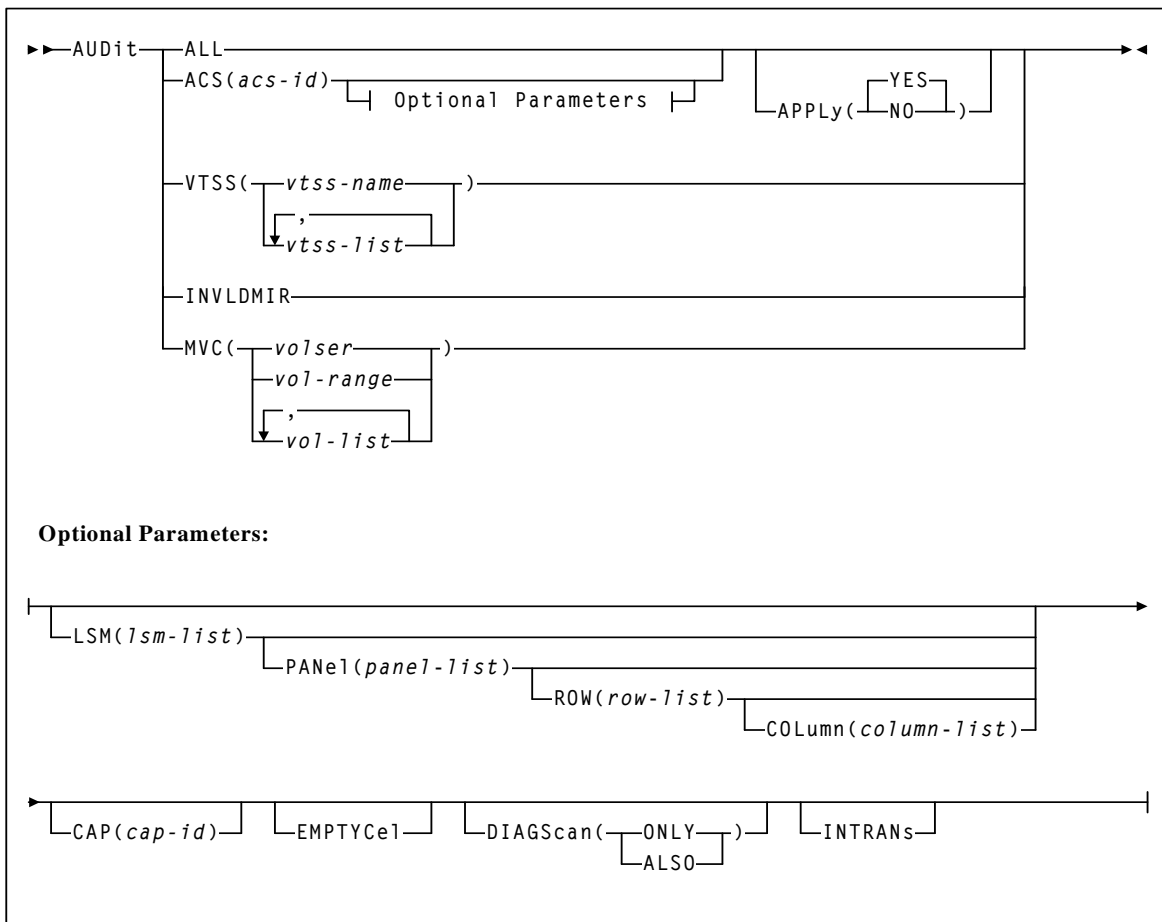 AUDit ALL
ACS(acs-id) Optional Parameters YES
APPLy( NO )
VTSS( vtss-name )
,
vtss-list
INVLDMIR
MVC( volser )
vol-range
,
vol-list
Optional Parameters:
LSM(lsm-list)
PANel(panel-list)
ROW(row-list)
COLumn(column-list)
CAP(cap-id) EMPTYCel DIAGScan( ONLY ) INTRANs
ALSO